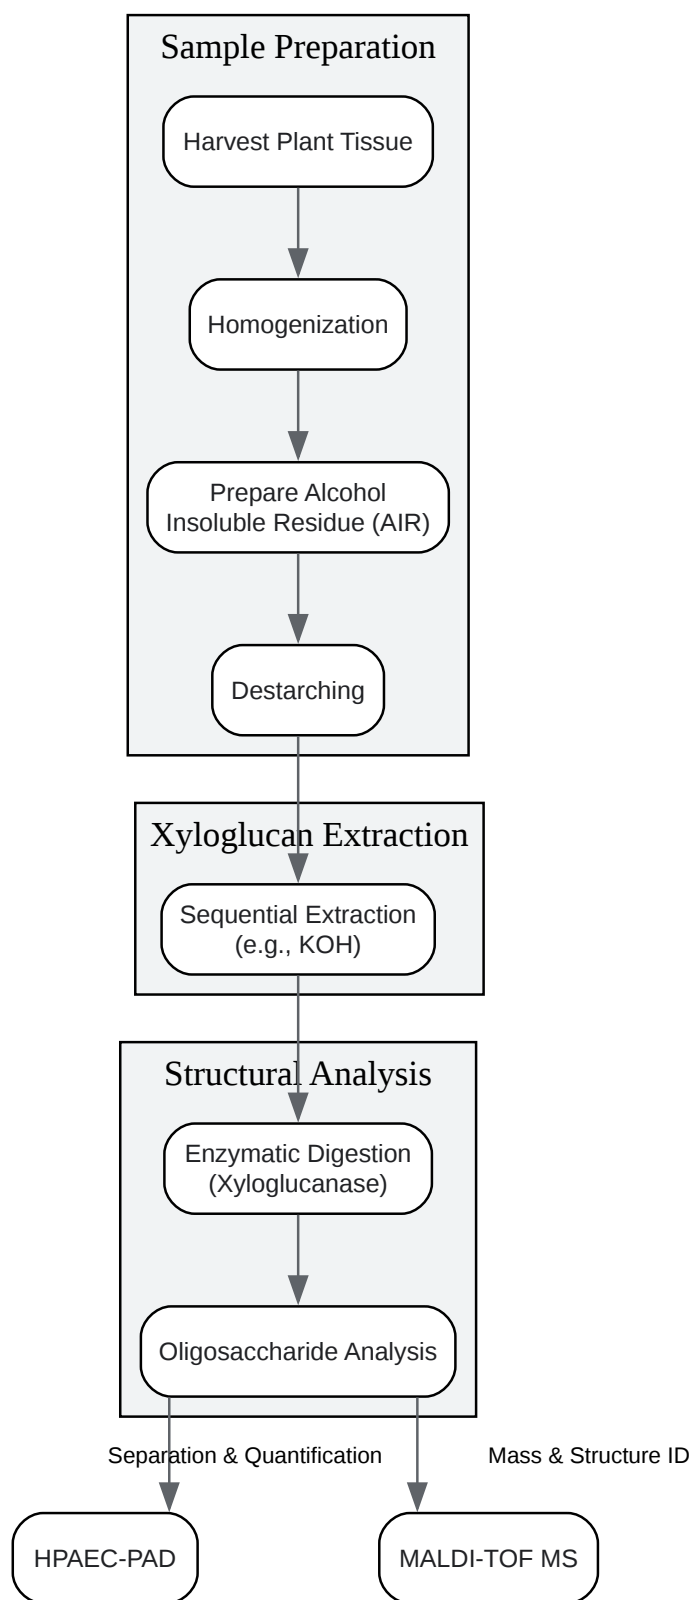 Sample Preparation
Harvest Plant Tissue
Homogenization
Prepare Alcohol
Insoluble Residue (AIR)
Destarching
Xyloglucan Extraction
Sequential Extraction
(e.g., KOH)
Structural Analysis
Enzymatic Digestion
(Xyloglucanase)
Oligosaccharide Analysis
Separation & Quantification
Mass & Structure ID
HPAEC-PAD
MALDI-TOF MS